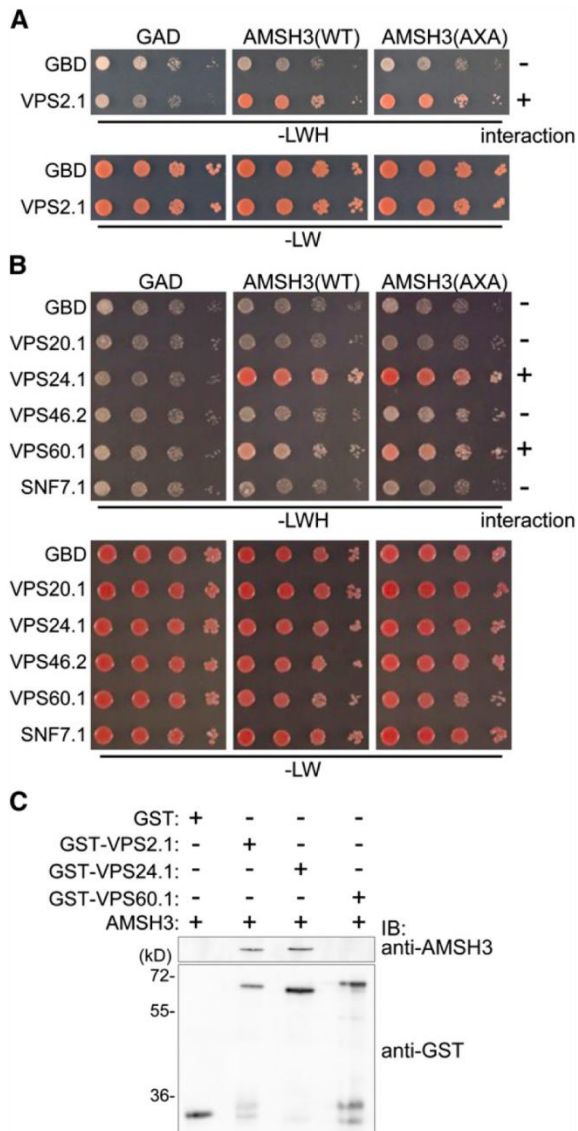 A
GAD AMSH3(WT) AMSH3(AXA)
GBD -
VPS2.1 +
-LWH interaction
GBD
VPS2.1
-LW
B
GAD AMSH3(WT) AMSH3(AXA)
GBD -
VPS20.1 -
VPS24.1 +
VPS46.2 -
VPS60.1 +
SNF7.1 -
-LWH interaction
GBD
VPS20.1
VPS24.1
VPS46.2
VPS60.1
SNF7.1
-LW
C
GST: + - - -
GST-VPS2.1: - + - -
GST-VPS24.1: - - + -
GST-VPS60.1: - - - +
AMSH3: + + + + IB:
(kD) anti-AMSH3
72-
55-
anti-GST
36-